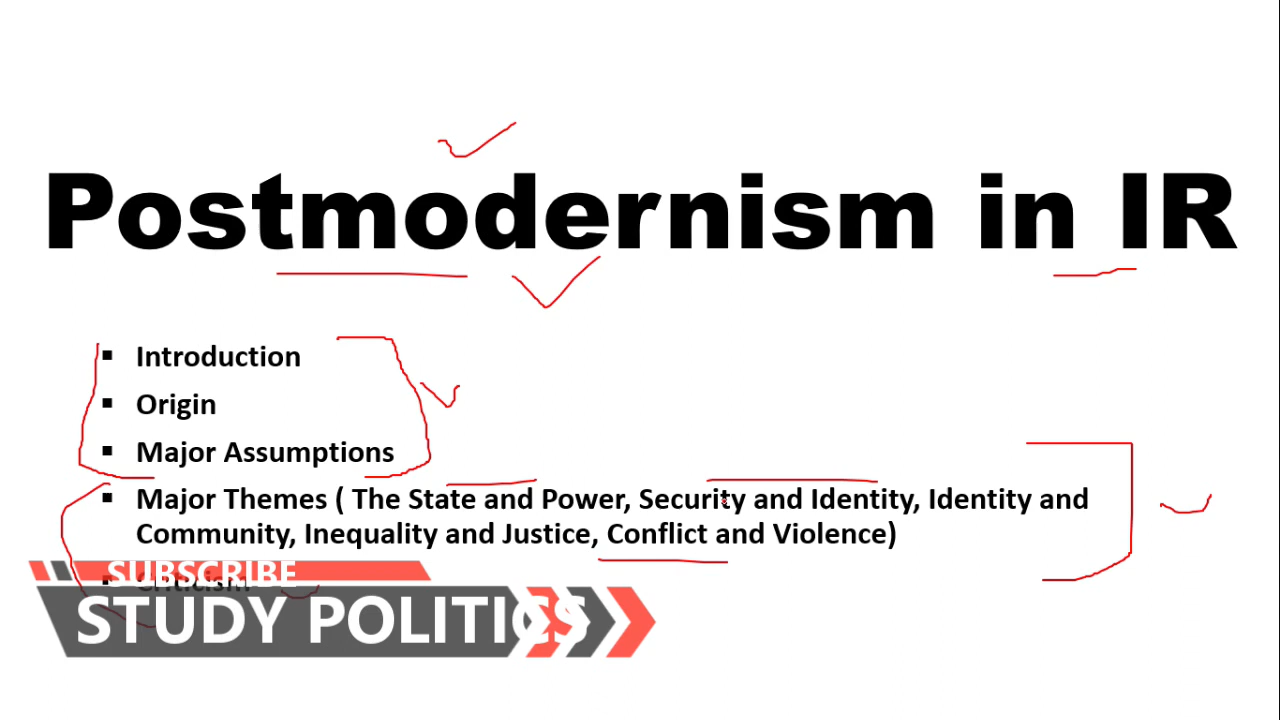 Postmodernism in IR
▪ Introduction
▪ Origin
▪ Major Assumptions
▪ Major Themes ( The State and Power, Security and Identity, Identity and
Community, Inequality and Justice, Conflict and Violence)
Criticism
SUBSCRIBE
STUDY POLITICS